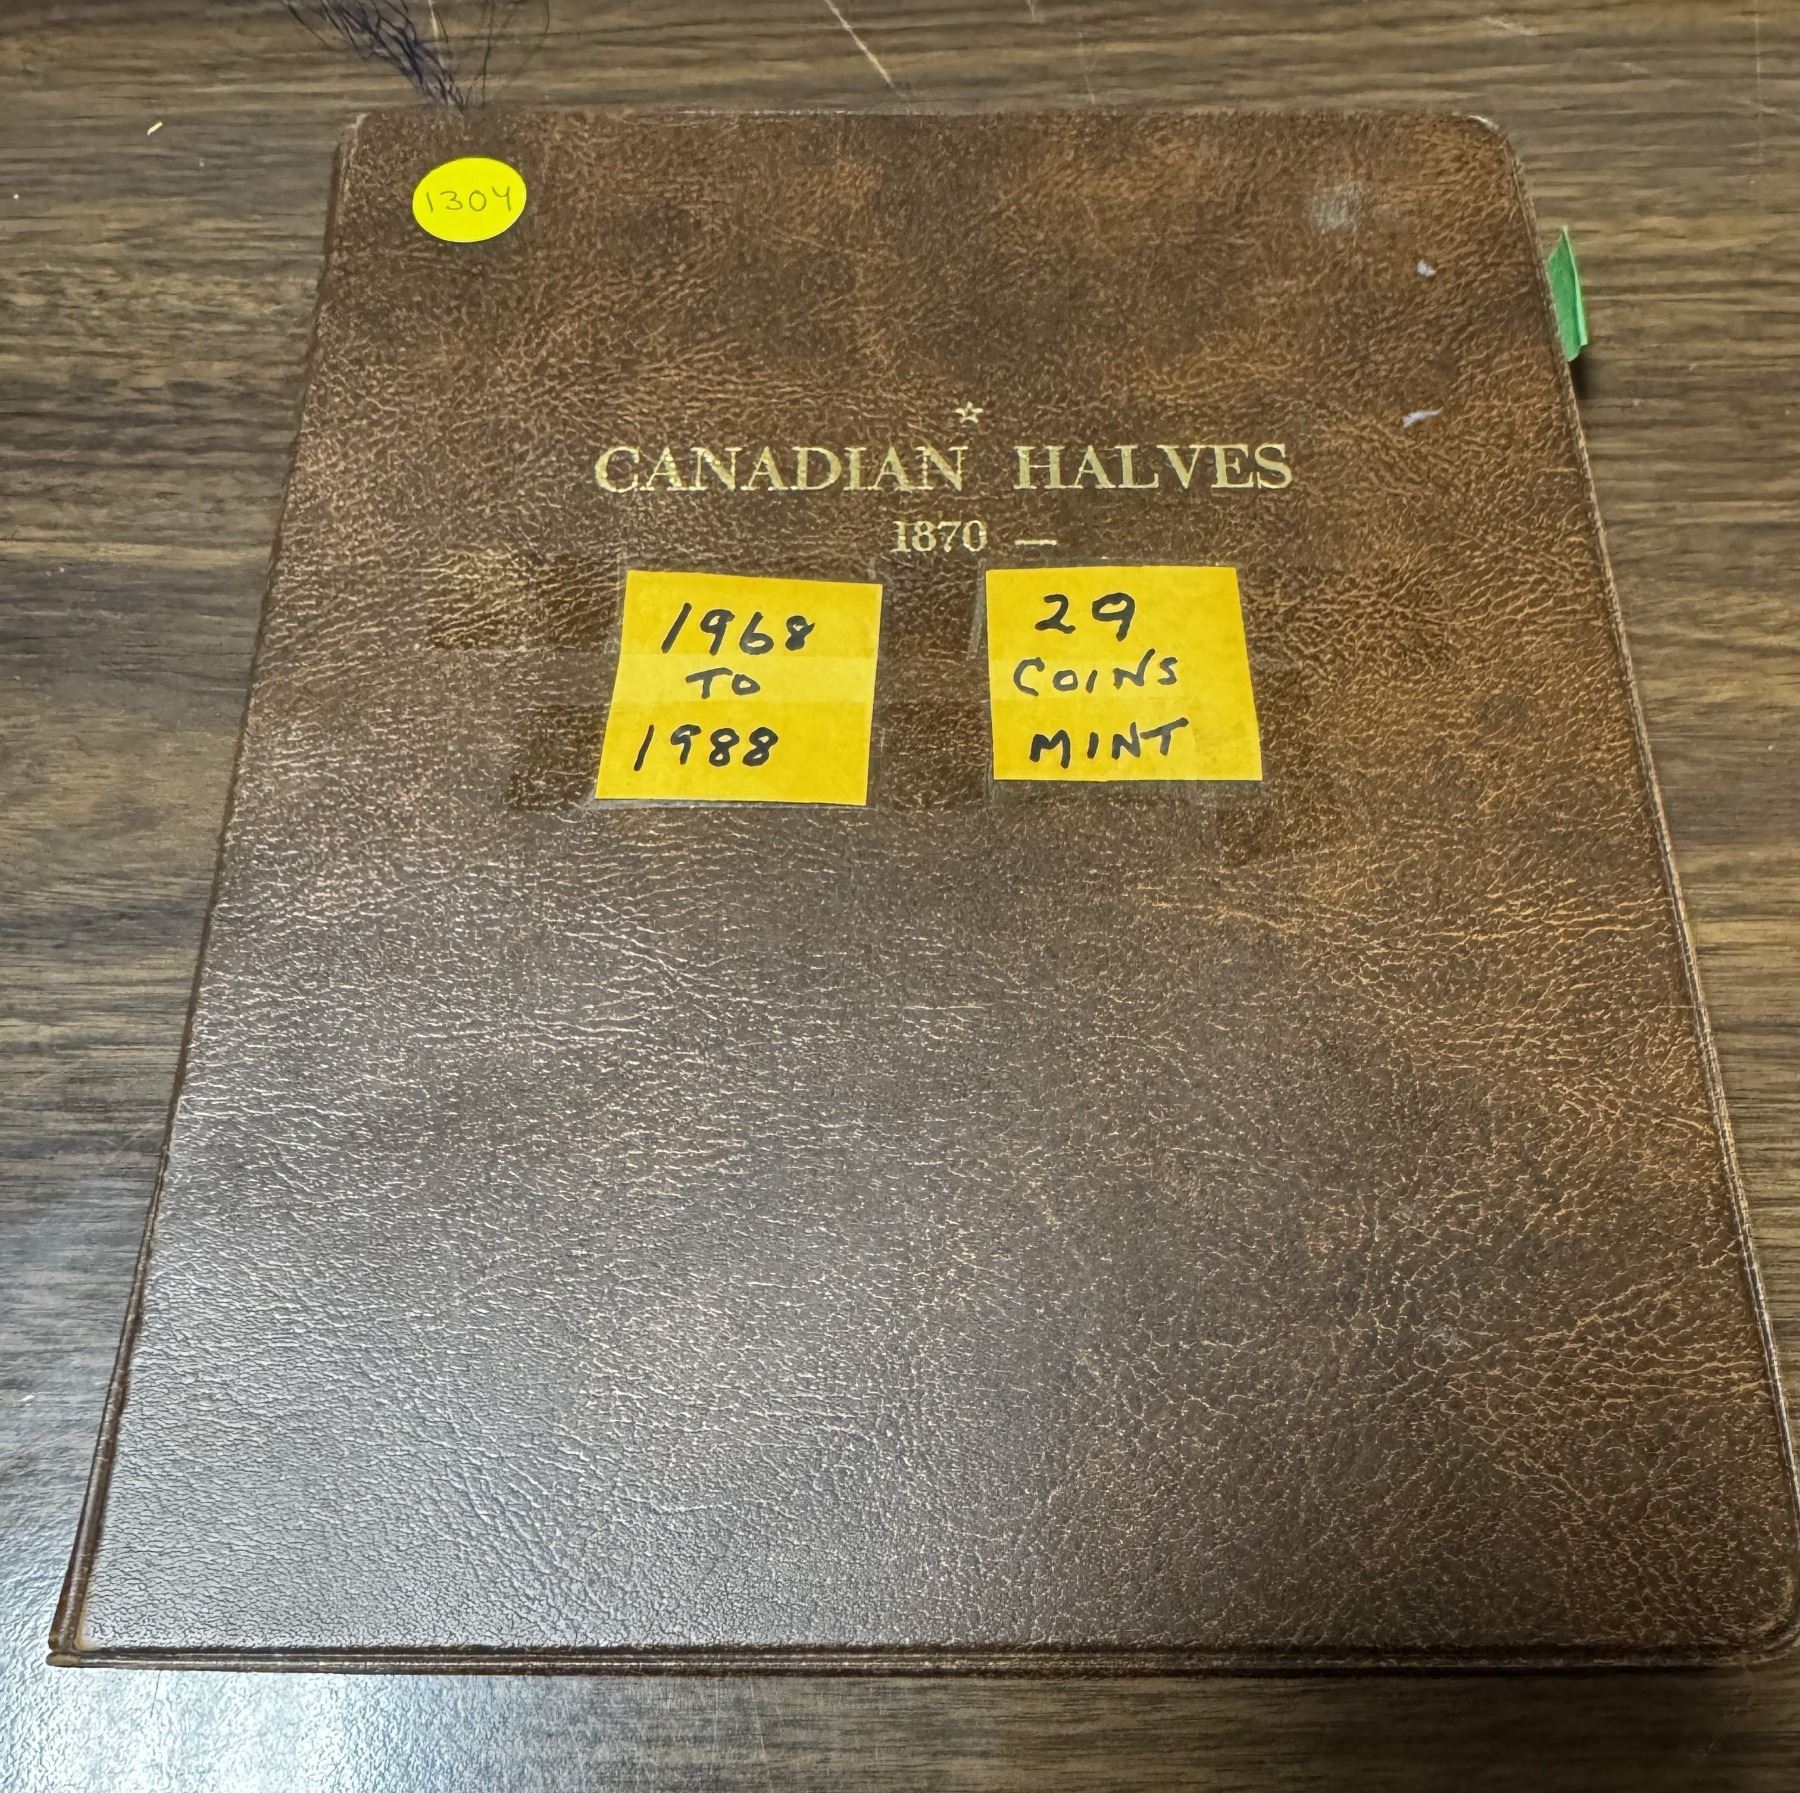 1304
CANADIAN HALVES
1870 —
1968
TO
1988
29
COINS
MINT